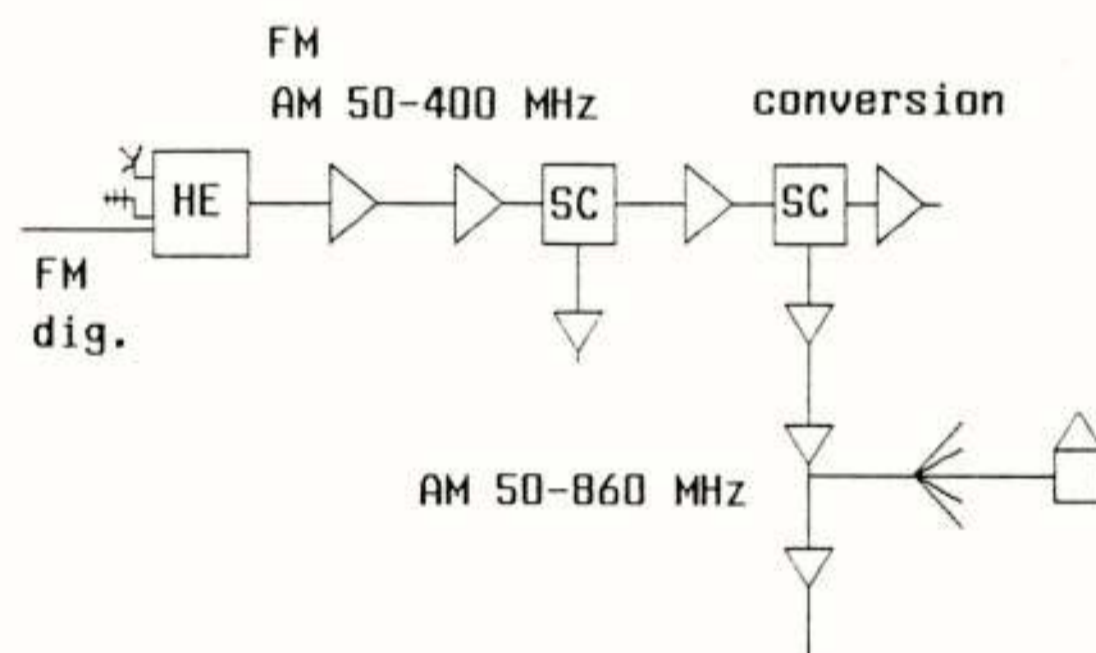 FM
AM 50-400 MHz
conversion
HE
SC
SC
FM
dig.
AM 50-860 MHz